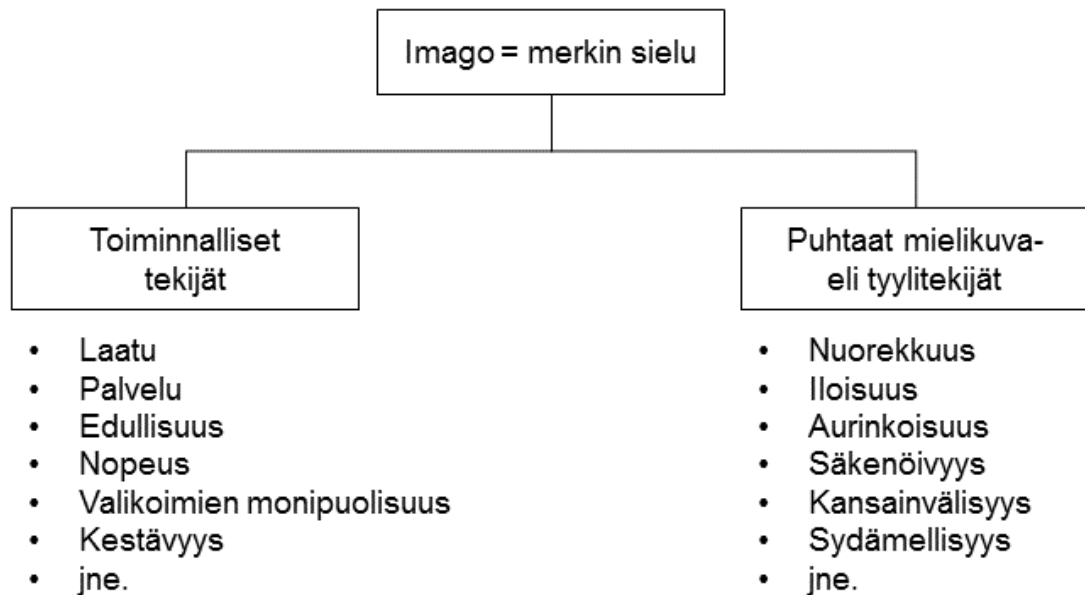 Imago = merkin sielu
Toiminnalliset
tekijät
• Laatu
• Palvelu
• Edullisuus
• Nopeus
• Valikoimien monipuolisuus
• Kestävyys
• jne.
Puhtaat mielikuva-
eli tyylitekijät
• Nuorekkuus
• Iloisuus
• Aurinkoisuus
• Säkenöivyys
• Kansainvälisyys
• Sydämellisyys
• jne.